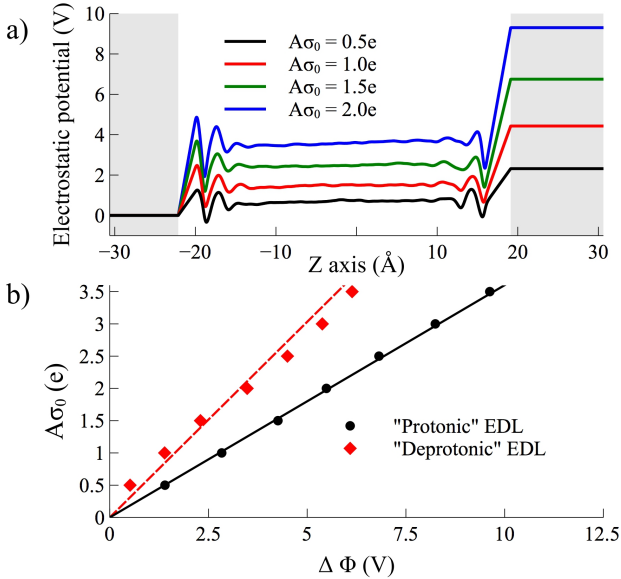 a)
Electrostatic potential (V)
10
8
6
4
2
0
Aσ₀ = 0.5e
Aσ₀ = 1.0e
Aσ₀ = 1.5e
Aσ₀ = 2.0e
−30
−20
−10
0
10
20
30
Z axis (Å)
b)
Aσ₀ (e)
3.5
3
2.5
2
1.5
1
0.5
0
"Protonic" EDL
"Deprotonic" EDL
0
2.5
5
7.5
10
12.5
Δ Φ (V)